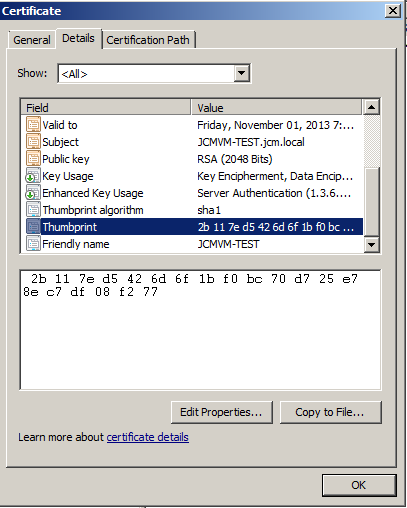 Certificate
General Details Certification Path
Show: <All>
Field Value
Valid to Friday, November 01, 2013 7:...
Subject JCMVM-TEST.jcm.local
Public key RSA (2048 Bits)
Key Usage Key Encipherment, Data Encip...
Enhanced Key Usage Server Authentication (1.3.6....
Thumbprint algorithm sha1
Thumbprint 2b 11 7e d5 42 6d 6f 1b f0 bc ...
Friendly name JCMVM-TEST
2b 11 7e d5 42 6d 6f 1b f0 bc 70 d7 25 e7
8e c7 df 08 f2 77
Edit Properties... Copy to File...
Learn more about certificate details
OK